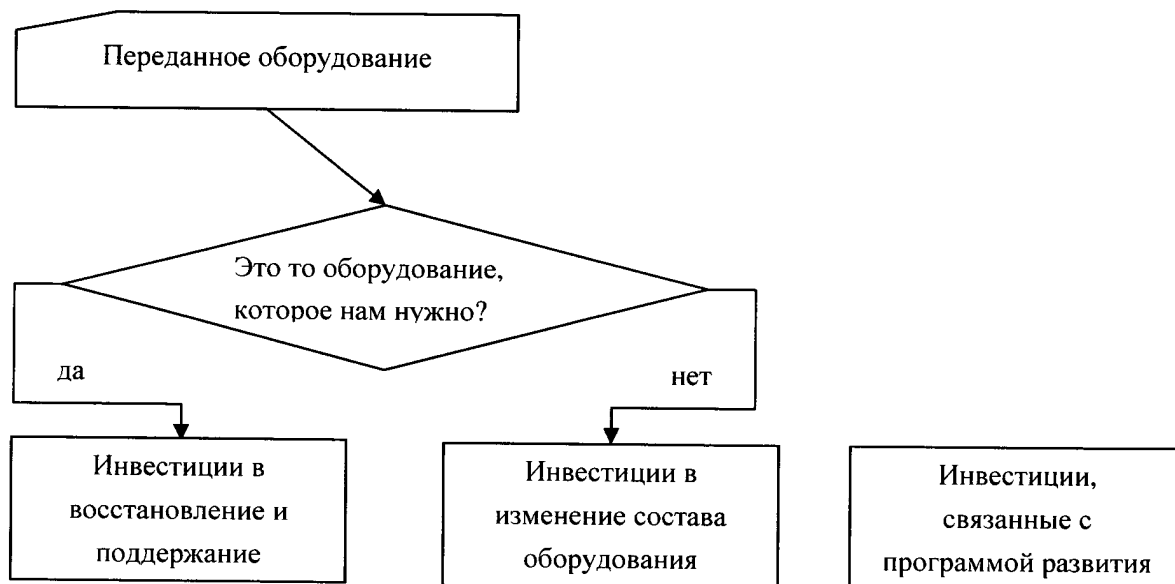 Переданное оборудование
Это то оборудование,
которое нам нужно?
да
нет
Инвестиции в
восстановление и
поддержание
Инвестиции в
изменение состава
оборудования
Инвестиции,
связанные с
программой развития